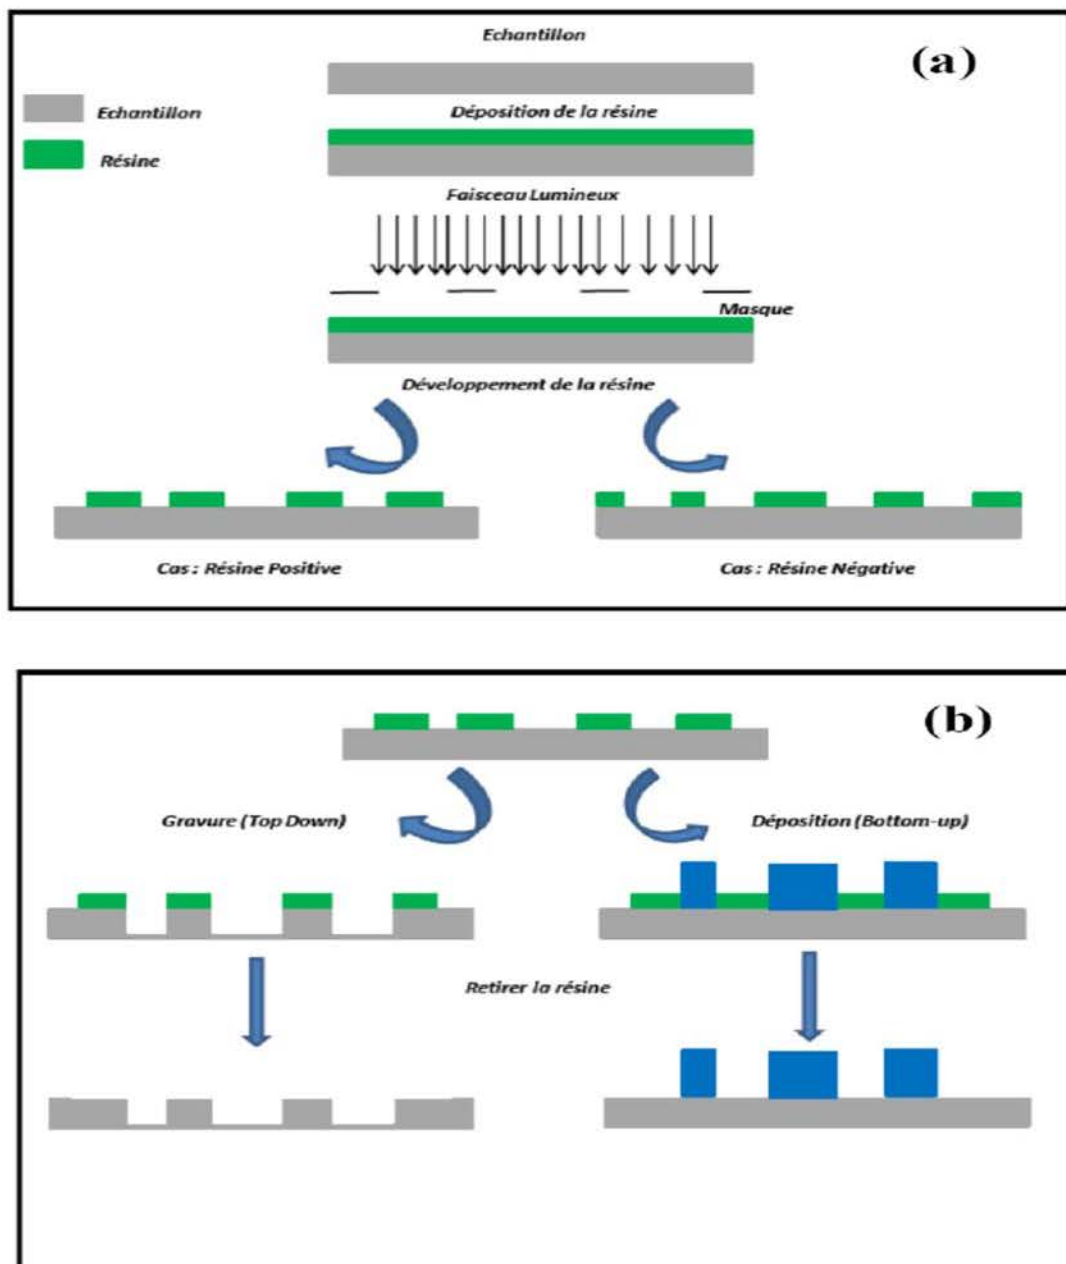 Echantillon
(a)
Echantillon
Résine
Déposition de la résine
Faisceau Lumineux
Masque
Développement de la résine
Cas : Résine Positive
Cas : Résine Négative
(b)
Gravure (Top Down)
Déposition (Bottom-up)
Retirer la résine